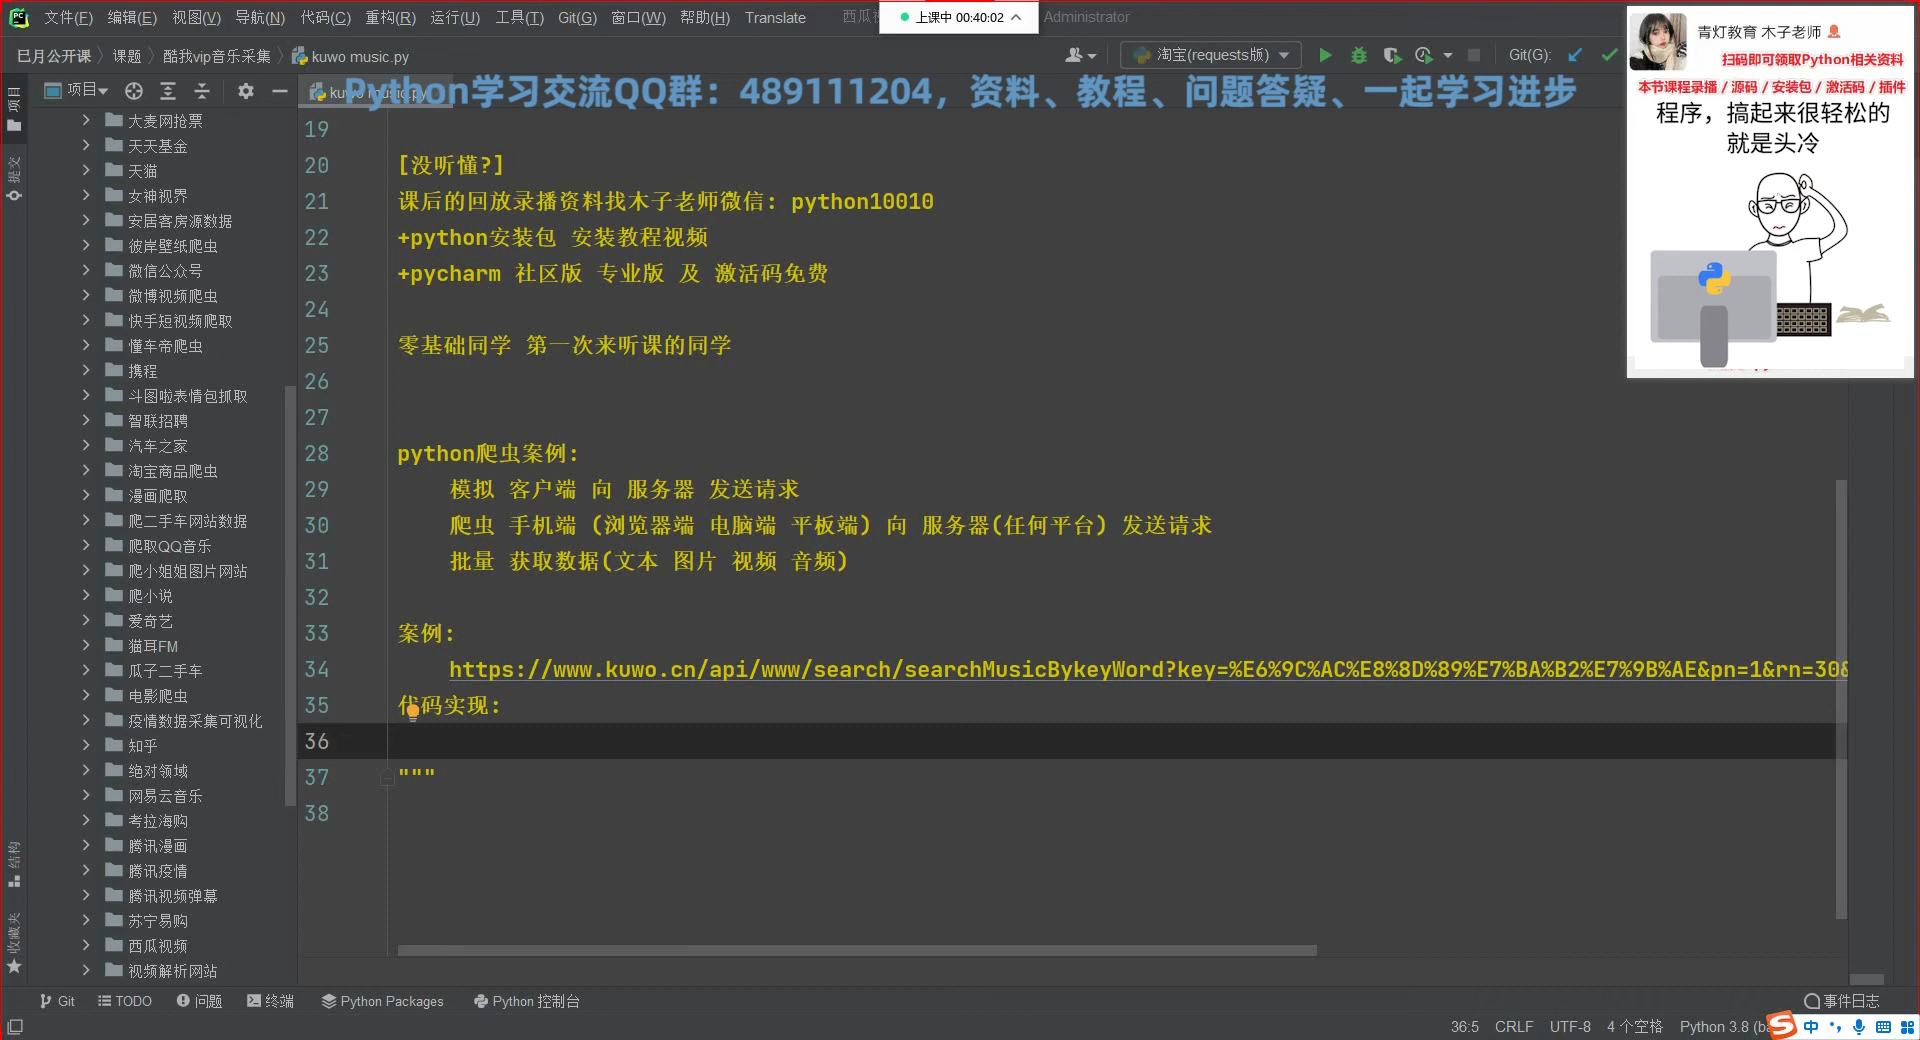 文件(F) 编辑(E) 视图(V) 导航(N) 代码(C) 重构(R) 运行(U) 工具(T) Git(G) 窗口(W) 帮助(H) Translate
上课中 00:40:02
Administrator
巳月公开课 课题 酷我vip音乐采集 kuwo music.py
淘宝(requests版)
Git(G):
青灯教育 木子老师
扫码即可领取Python相关资料
本节课程录播 / 源码 / 安装包 / 激活码 / 插件
程序，搞起来很轻松的
就是头冷
项目
Python学习交流QQ群：489111204，资料、教程、问题答疑、一起学习进步
项目
提交
结构
收藏夹
大麦网抢票
天天基金
天猫
女神视界
安居客房源数据
彼岸壁纸爬虫
微信公众号
微博视频爬虫
快手短视频爬取
懂车帝爬虫
携程
斗图啦表情包抓取
智联招聘
汽车之家
淘宝商品爬虫
漫画爬取
爬二手车网站数据
爬取QQ音乐
爬小姐姐图片网站
爬小说
爱奇艺
猫耳FM
瓜子二手车
电影爬虫
疫情数据采集可视化
知乎
绝对领域
网易云音乐
考拉海购
腾讯漫画
腾讯疫情
腾讯视频弹幕
苏宁易购
西瓜视频
视频解析网站
19
20 [没听懂?]
21 课后的回放录播资料找木子老师微信: python10010
22 +python安装包 安装教程视频
23 +pycharm 社区版 专业版 及 激活码免费
24
25 零基础同学 第一次来听课的同学
26
27
28 python爬虫案例:
29 模拟 客户端 向 服务器 发送请求
30 爬虫 手机端 (浏览器端 电脑端 平板端) 向 服务器(任何平台) 发送请求
31 批量 获取数据(文本 图片 视频 音频)
32
33 案例:
34 https://www.kuwo.cn/api/www/search/searchMusicBykeyWord?key=%E6%9C%AC%E8%8D%89%E7%BA%B2%E7%9B%AE&pn=1&rn=30&
35 代码实现:
36
37 """
38
Git TODO 问题 终端 Python Packages Python 控制台
事件日志
36:5 CRLF UTF-8 4 个空格 Python 3.8
中